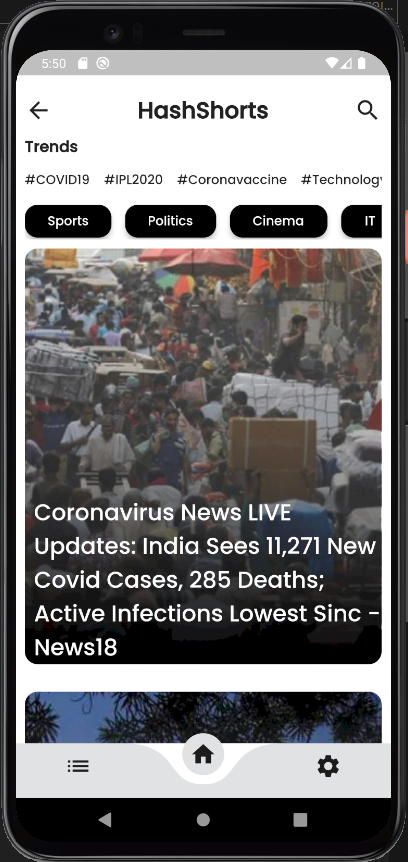 5:50
HashShorts
Trends
#COVID19 #IPL2020 #Coronavaccine #Technology
Sports Politics Cinema IT
Coronavirus News LIVE
Updates: India Sees 11,271 New
Covid Cases, 285 Deaths;
Active Infections Lowest Sinc -
News18